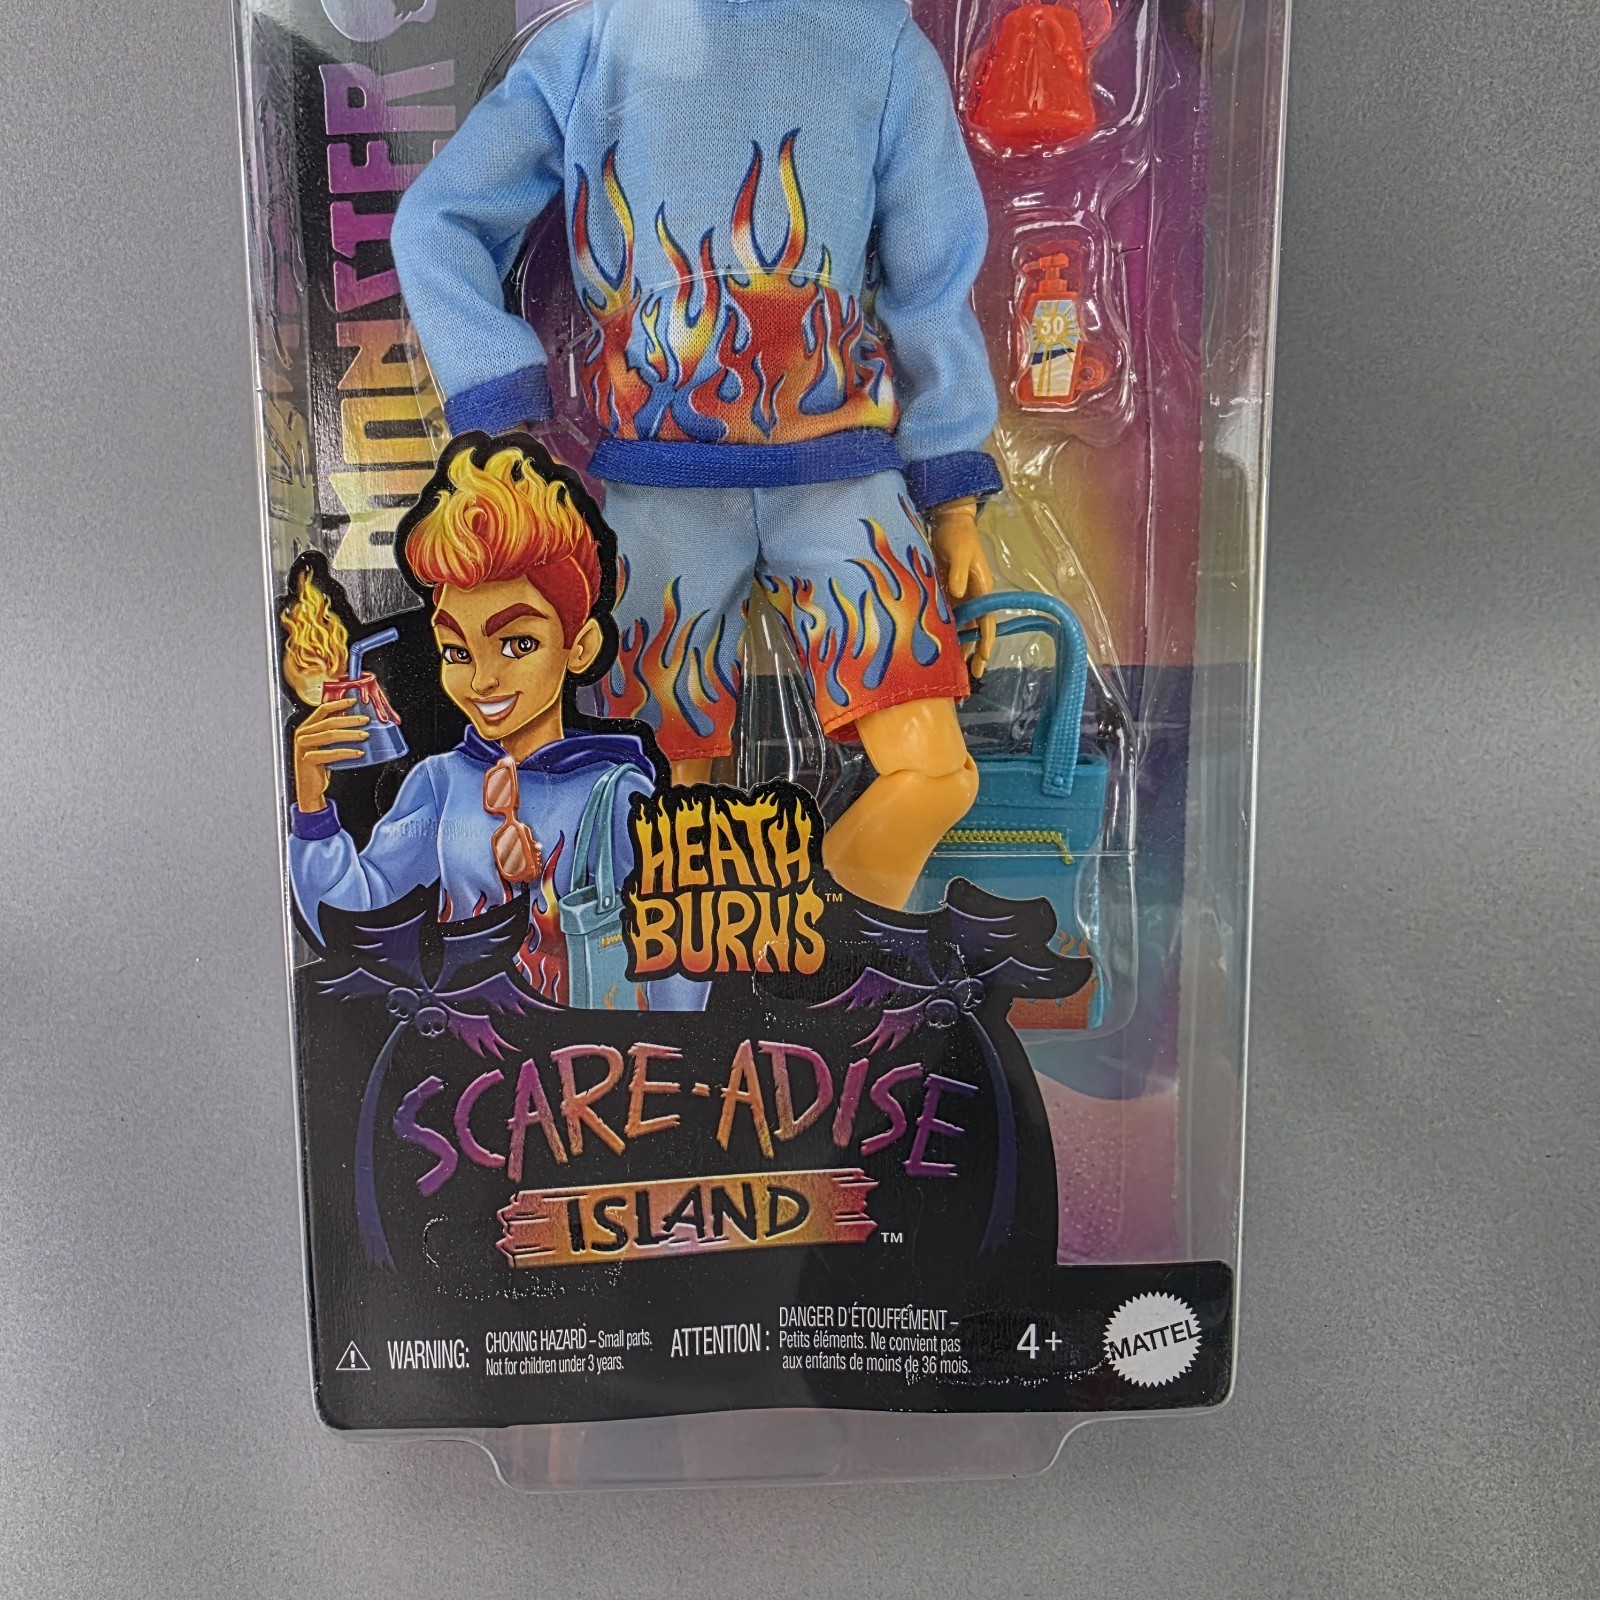 MONSTER
30
HEATH
BURNS™
SCARE-ADISE
ISLAND
™
WARNING:
CHOKING HAZARD – Small parts.
Not for children under 3 years.
ATTENTION :
DANGER D'ÉTOUFFEMENT –
Petits éléments. Ne convient pas
aux enfants de moins de 36 mois.
4+
MATTEL